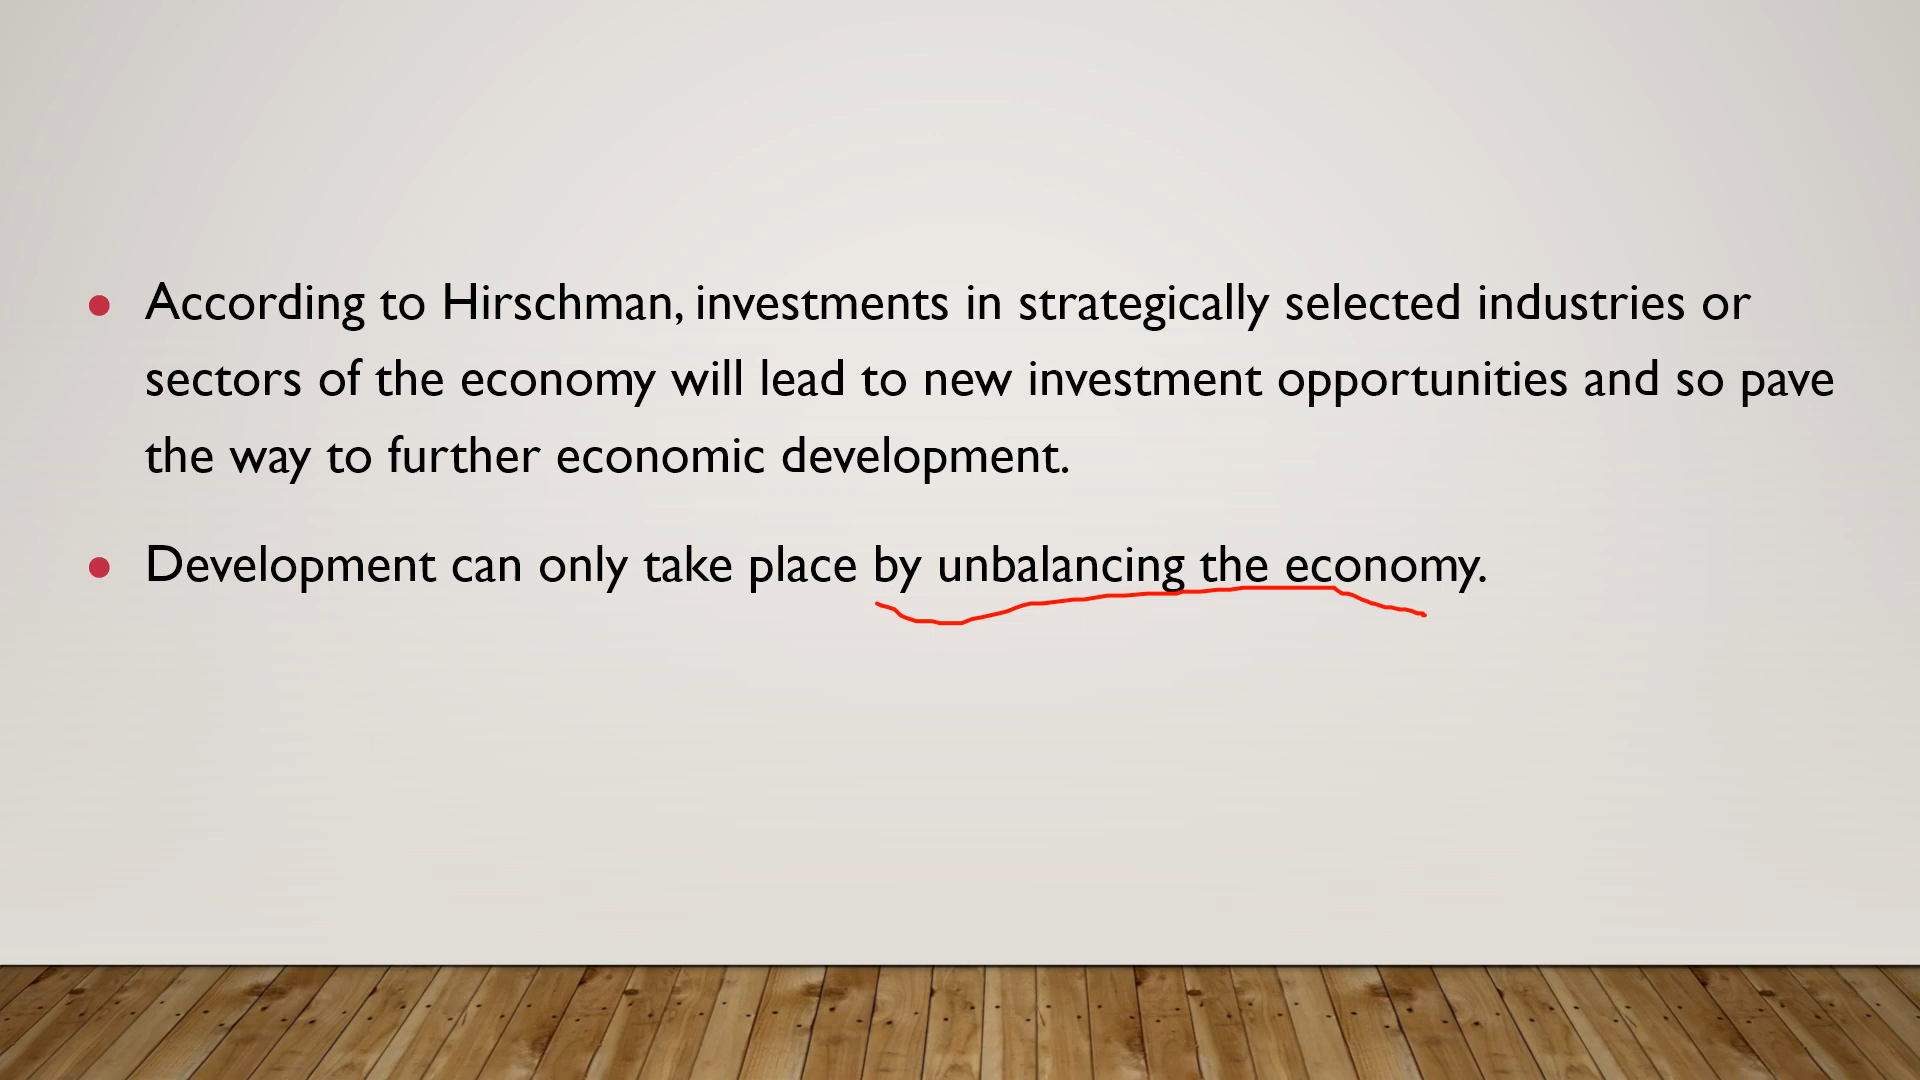 According to Hirschman, investments in strategically selected industries or
sectors of the economy will lead to new investment opportunities and so pave
the way to further economic development.
Development can only take place by unbalancing the economy.